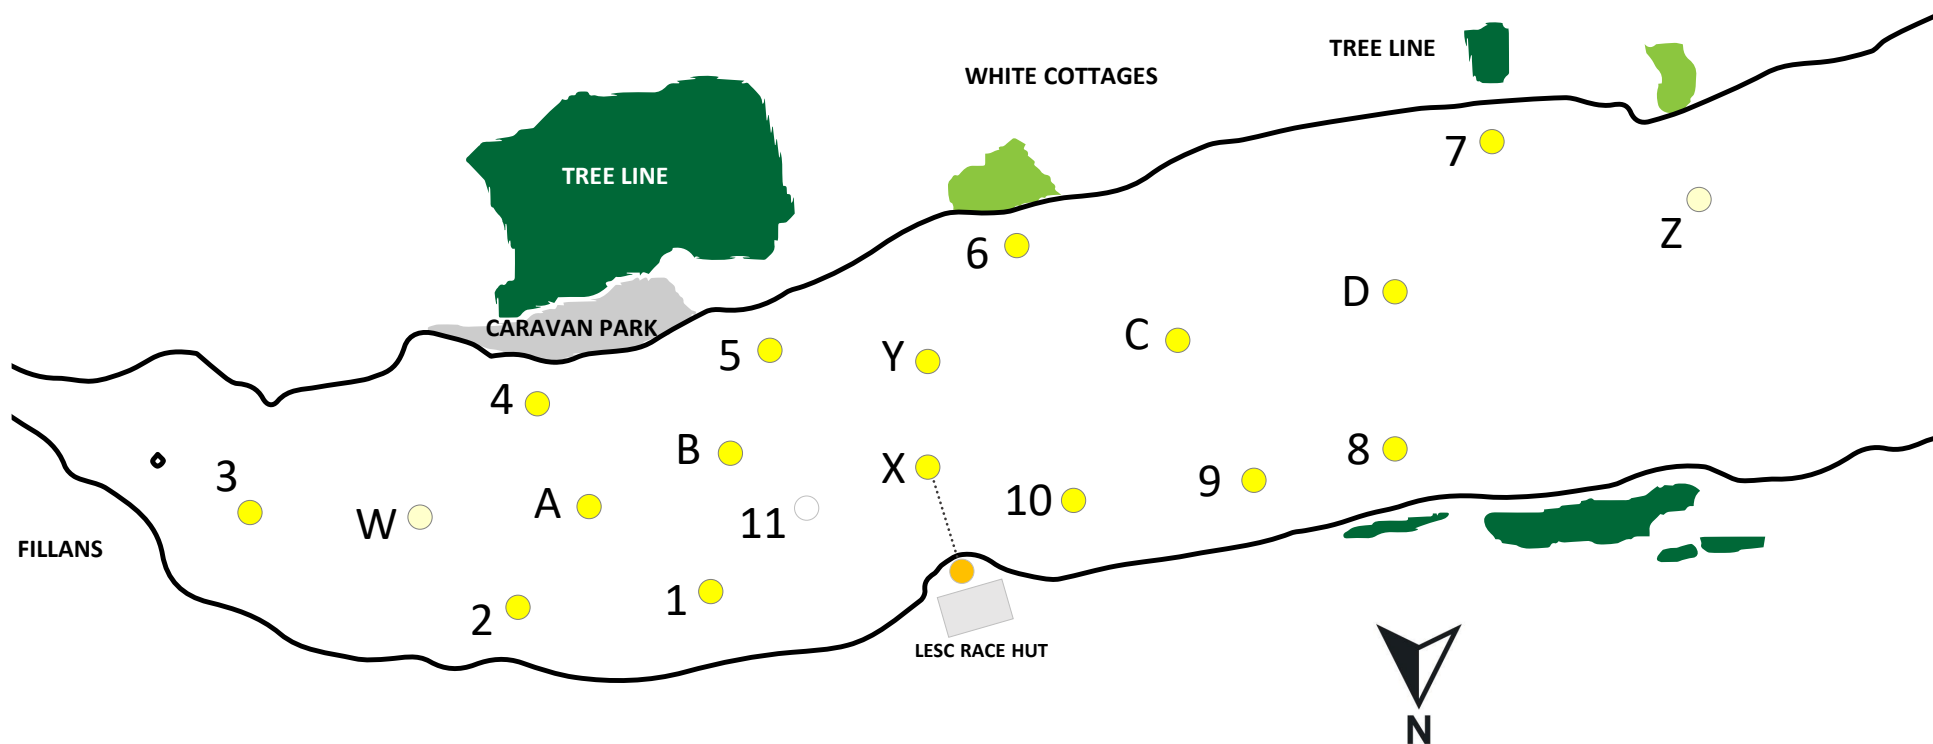 TREE LINE
WHITE COTTAGES
TREE LINE
7
Z
6
D
CARAVAN PARK
C
5
Y
4
B
8
X
3
9
10
A
W
11
FILLANS
1
2
LESC RACE HUT
N